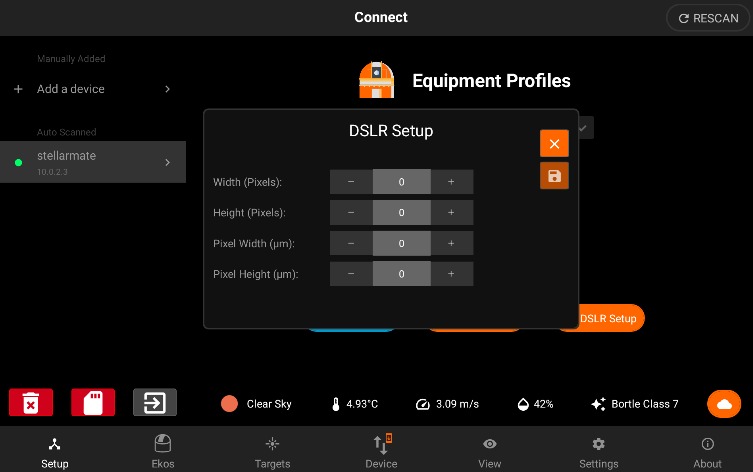 Connect
RESCAN
Manually Added
Add a device
Auto Scanned
stellarmate
10.0.2.3
Equipment Profiles
DSLR Setup
Width (Pixels):
0
Height (Pixels):
0
Pixel Width (µm):
0
Pixel Height (µm):
0
DSLR Setup
Clear Sky
4.93°C
3.09 m/s
42%
Bortle Class 7
Setup
Ekos
Targets
Device
View
Settings
About